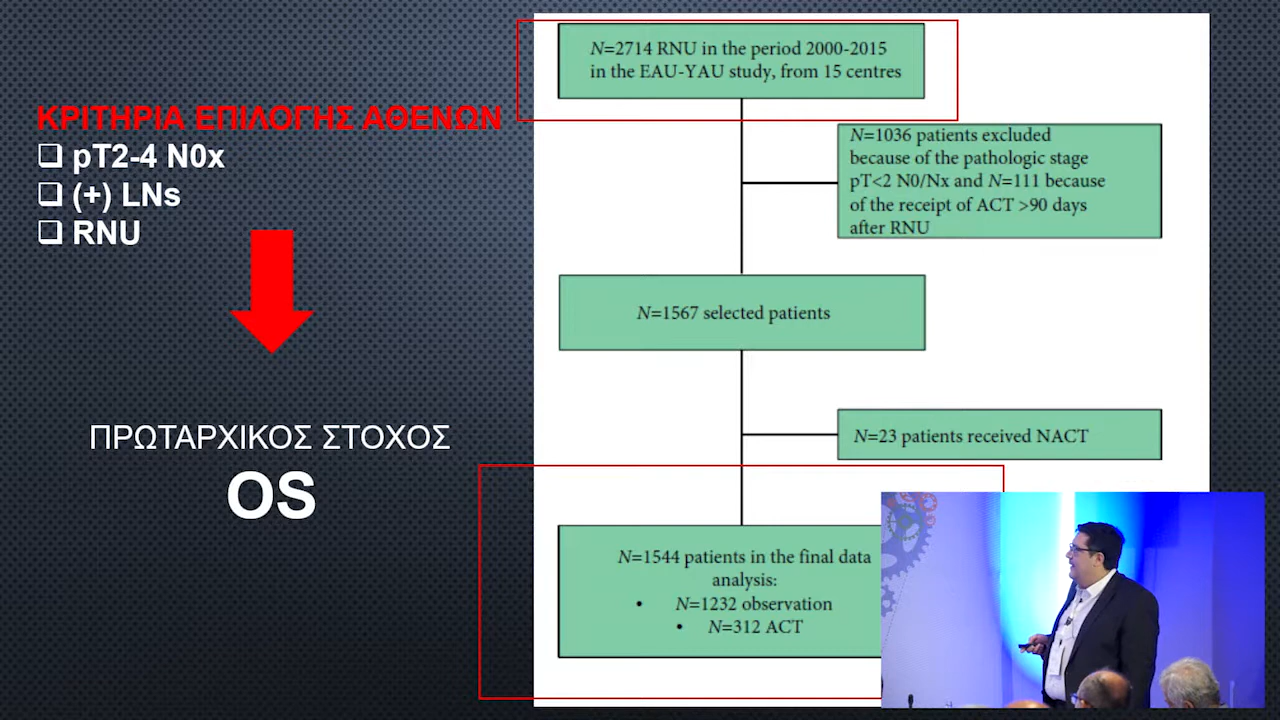 ΚΡΙΤΗΡΙΑ ΕΠΙΛΟΓΗΣ ΑΘΕΝΩΝ
pT2-4 N0x
(+) LNs
RNU
ΠΡΩΤΑΡΧΙΚΟΣ ΣΤΟΧΟΣ
OS
N=2714 RNU in the period 2000-2015
in the EAU-YAU study, from 15 centres
N=1036 patients excluded
because of the pathologic stage
pT<2 N0/Nx and N=111 because
of the receipt of ACT >90 days
after RNU
N=1567 selected patients
N=23 patients received NACT
N=1544 patients in the final data
analysis:
• N=1232 observation
• N=312 ACT